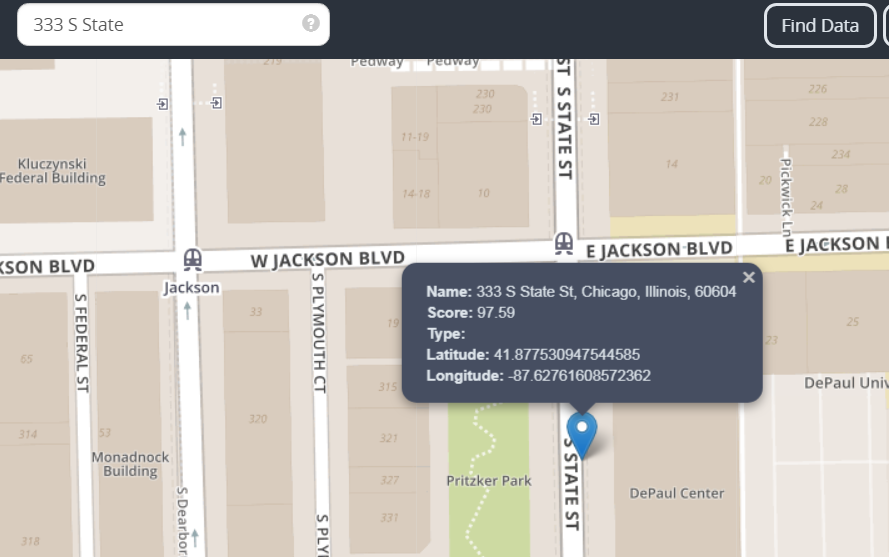 333 S State
Find Data
219
Pedway
Pedway
ST
S STATE ST
230
230
231
226
228
11-19
Kluczynski
Federal Building
14
234
Pickwick Ln
14-18
10
20
28
24
KSON BLVD
W JACKSON BLVD
E JACKSON BLVD
E JACKSON
Jackson
S FEDERAL ST
S PLYMOUTH CT
Name: 333 S State St, Chicago, Illinois, 60604
Score: 97.59
Type:
Latitude: 41.877530947544585
Longitude: -87.62761608572362
33
19
25
23
65
315
DePaul Univ
320
314
53
321
Monadnock
Building
327
Pritzker Park
S STATE ST
DePaul Center
S Dearbor
331
S PLY
318